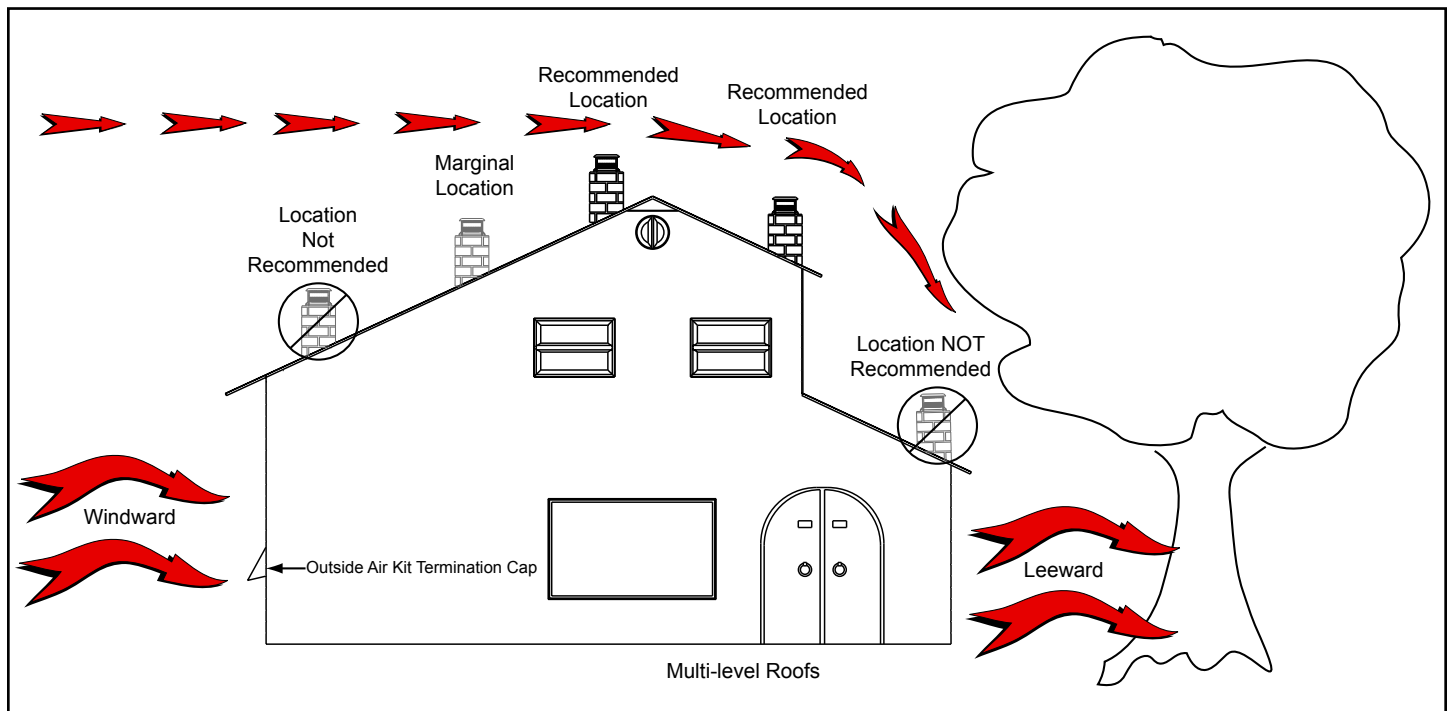 Recommended
Location
Recommended
Location
Marginal
Location
Location
Not
Recommended
Location NOT
Recommended
Windward
Outside Air Kit Termination Cap
Leeward
Multi-level Roofs